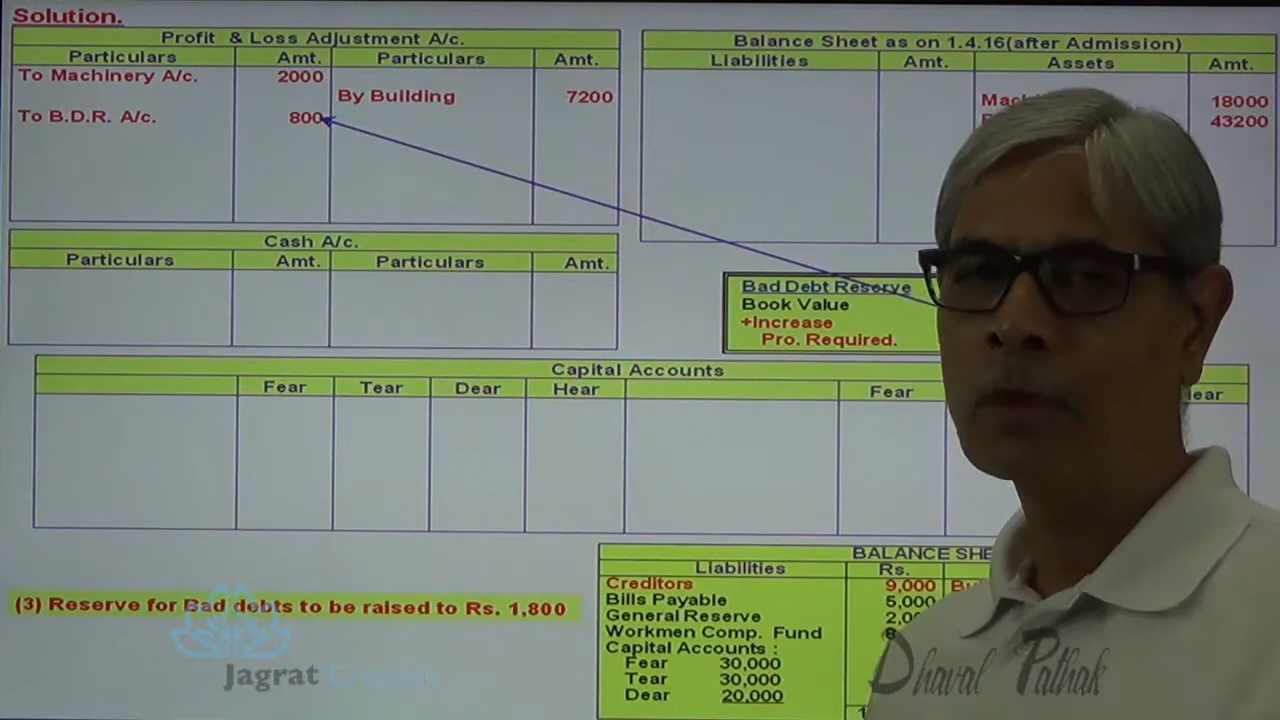 Solution.
Profit & Loss Adjustment A/c.
Particulars Amt. Particulars Amt.
To Machinery A/c. 2000
By Building 7200
To B.D.R. A/c. 800
Balance Sheet as on 1.4.16(after Admission)
Liabilities Amt. Assets Amt.
18000
43200
Cash A/c.
Particulars Amt. Particulars Amt.
Bad Debt Reserve
Book Value
+Increase
Pro. Required.
Capital Accounts
Fear Tear Dear Hear Fear
(3) Reserve for Bad debts to be raised to Rs. 1,800
BALANCE
Liabilities Rs.
Creditors 9,000
Bills Payable 5,000
General Reserve
Workmen Comp. Fund
Capital Accounts :
Fear 30,000
Tear 30,000
Dear 20,000
Jagrat
Dhaval Pathak